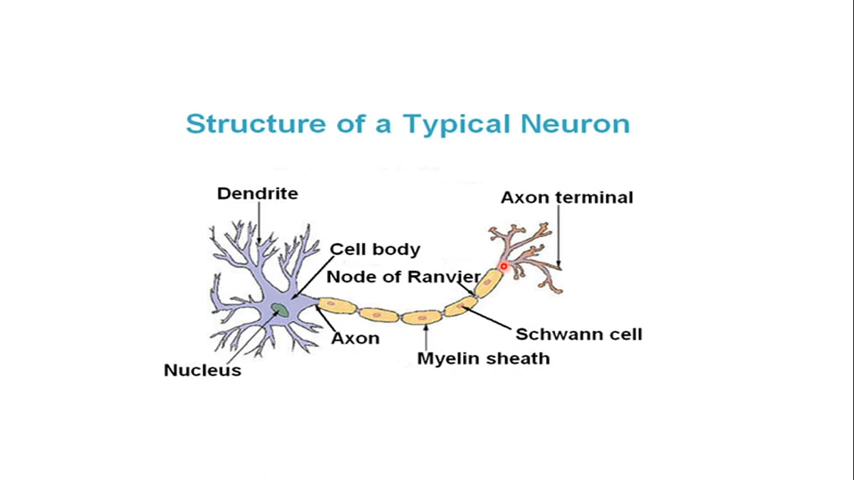 Structure of a Typical Neuron
Dendrite
Axon terminal
Cell body
Node of Ranvier
Schwann cell
Axon
Myelin sheath
Nucleus